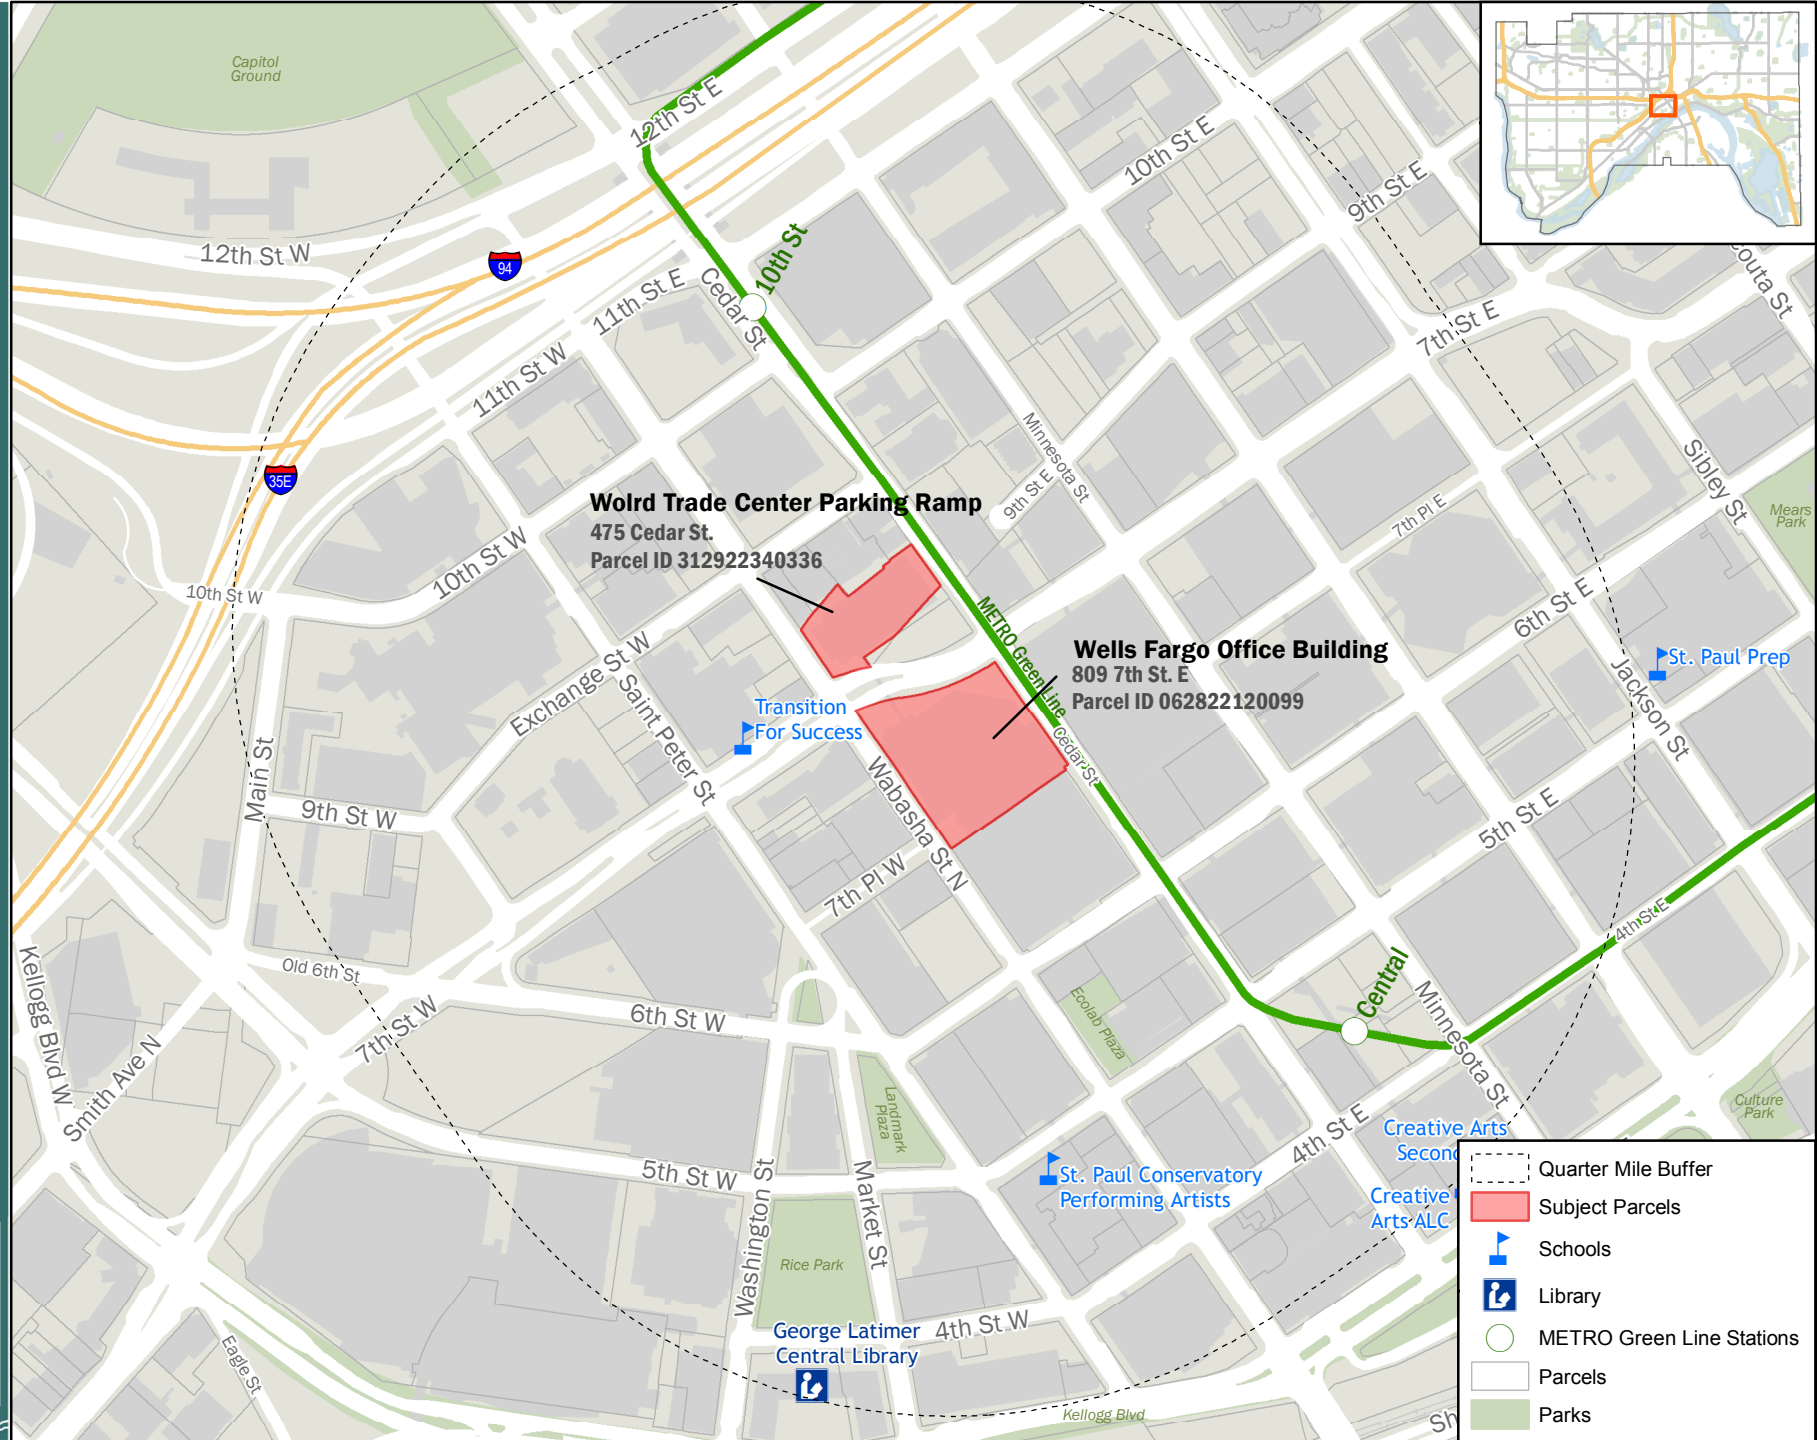 Capitol
Ground
12th St E
12th St W
94
10th St
10th St E
9th St E
couta St
Cedar St
11th St E
11th St W
7th St E
35E
Minnesota St
9th St E
7th Pl E
Sibley St
Mears
Park
Wolrd Trade Center Parking Ramp
475 Cedar St.
Parcel ID 312922340336
10th St W
10th St W
METRO Green Line
6th St E
Wells Fargo Office Building
809 7th St. E
Parcel ID 062822120099
St. Paul Prep
Jackson St
Exchange St W
Saint Peter St
Transition
For Success
Cedar St
Main St
9th St W
Wabasha St N
7th Pl W
5th St E
4th St E
Old 6th St
Kellogg Blvd W
Smith Ave N
7th St W
6th St W
Ecolab Plaza
Central
Minnesota St
Landmark
Plaza
4th St E
Culture
Park
Creative Arts
Secon
Creative
Arts ALC
5th St W
Washington St
Market St
St. Paul Conservatory
Performing Artists
Rice Park
George Latimer
Central Library
4th St W
Eagle St
Kellogg Blvd
Sh
Quarter Mile Buffer
Subject Parcels
Schools
Library
METRO Green Line Stations
Parcels
Parks